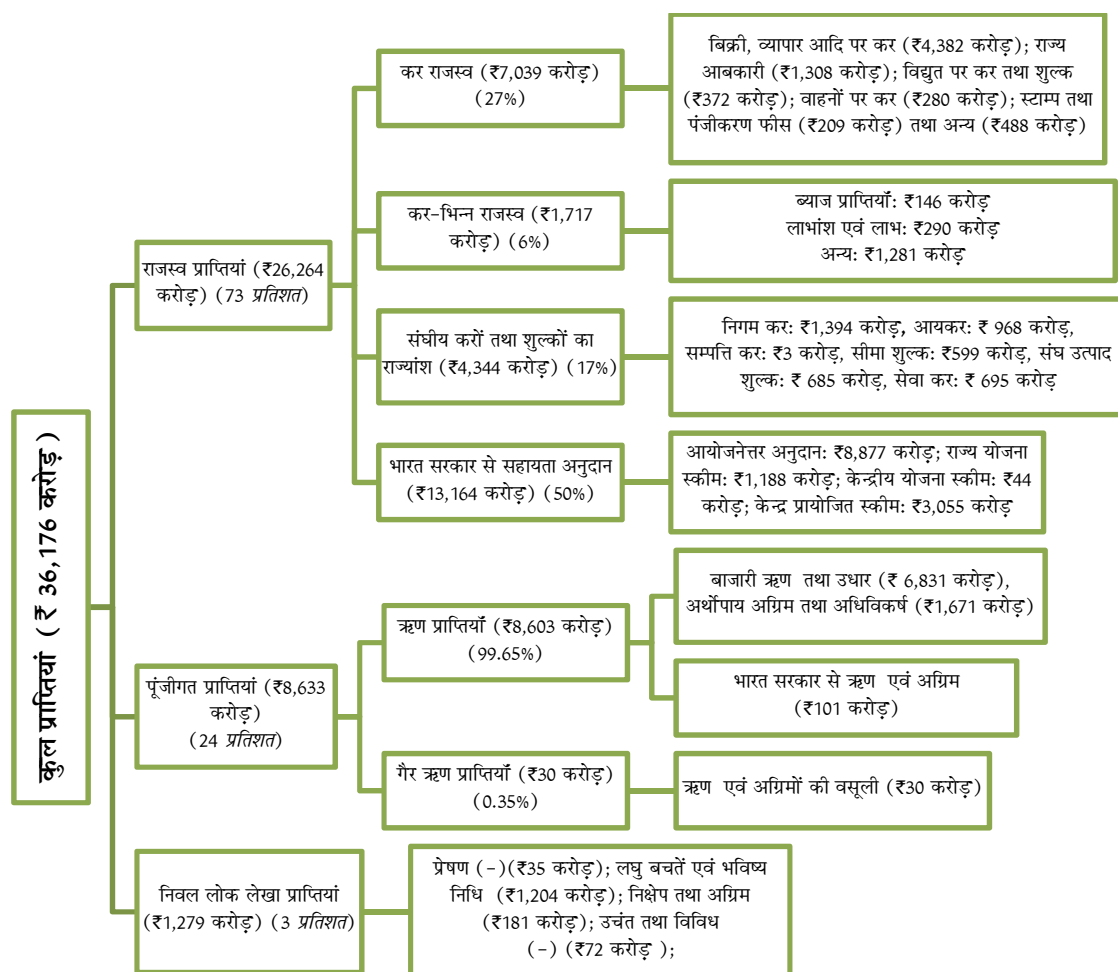 कुल प्राप्तियां (₹ 36,176 करोड़)
राजस्व प्राप्तियां (₹26,264
करोड़) (73 प्रतिशत)
कर राजस्व (₹7,039 करोड़)
(27%)
बिक्री, व्यापार आदि पर कर (₹4,382 करोड़); राज्य
आबकारी (₹1,308 करोड़); विद्युत पर कर तथा शुल्क
(₹372 करोड़); वाहनों पर कर (₹280 करोड़); स्टाम्प तथा
पंजीकरण फीस (₹209 करोड़) तथा अन्य (₹488 करोड़)
कर-भिन्न राजस्व (₹1,717
करोड़) (6%)
ब्याज प्राप्तियाँ: ₹146 करोड़
लाभांश एवं लाभ: ₹290 करोड़
अन्य: ₹1,281 करोड़
संघीय करों तथा शुल्कों का
राज्यांश (₹4,344 करोड़) (17%)
निगम कर: ₹1,394 करोड़, आयकर: ₹ 968 करोड़,
सम्पत्ति कर: ₹3 करोड़, सीमा शुल्क: ₹599 करोड़, संघ उत्पाद
शुल्क: ₹ 685 करोड़, सेवा कर: ₹ 695 करोड़
भारत सरकार से सहायता अनुदान
(₹13,164 करोड़) (50%)
आयोजनेत्तर अनुदान: ₹8,877 करोड़; राज्य योजना
स्कीम: ₹1,188 करोड़; केन्द्रीय योजना स्कीम: ₹44
करोड़; केन्द्र प्रायोजित स्कीम: ₹3,055 करोड़
पूंजीगत प्राप्तियां (₹8,633
करोड़)
(24 प्रतिशत)
ऋण प्राप्तियाँ (₹8,603 करोड़)
(99.65%)
बाजारी ऋण तथा उधार (₹ 6,831 करोड़),
अर्थोपाय अग्रिम तथा अधिविकर्ष (₹1,671 करोड़)
भारत सरकार से ऋण एवं अग्रिम
(₹101 करोड़)
गैर ऋण प्राप्तियाँ (₹30 करोड़)
(0.35%)
ऋण एवं अग्रिमों की वसूली (₹30 करोड़)
निवल लोक लेखा प्राप्तियां
(₹1,279 करोड़) (3 प्रतिशत)
प्रेषण (-)(₹35 करोड़); लघु बचतें एवं भविष्य
निधि (₹1,204 करोड़); निक्षेप तथा अग्रिम
(₹181 करोड़); उचंत तथा विविध
(-) (₹72 करोड़ );